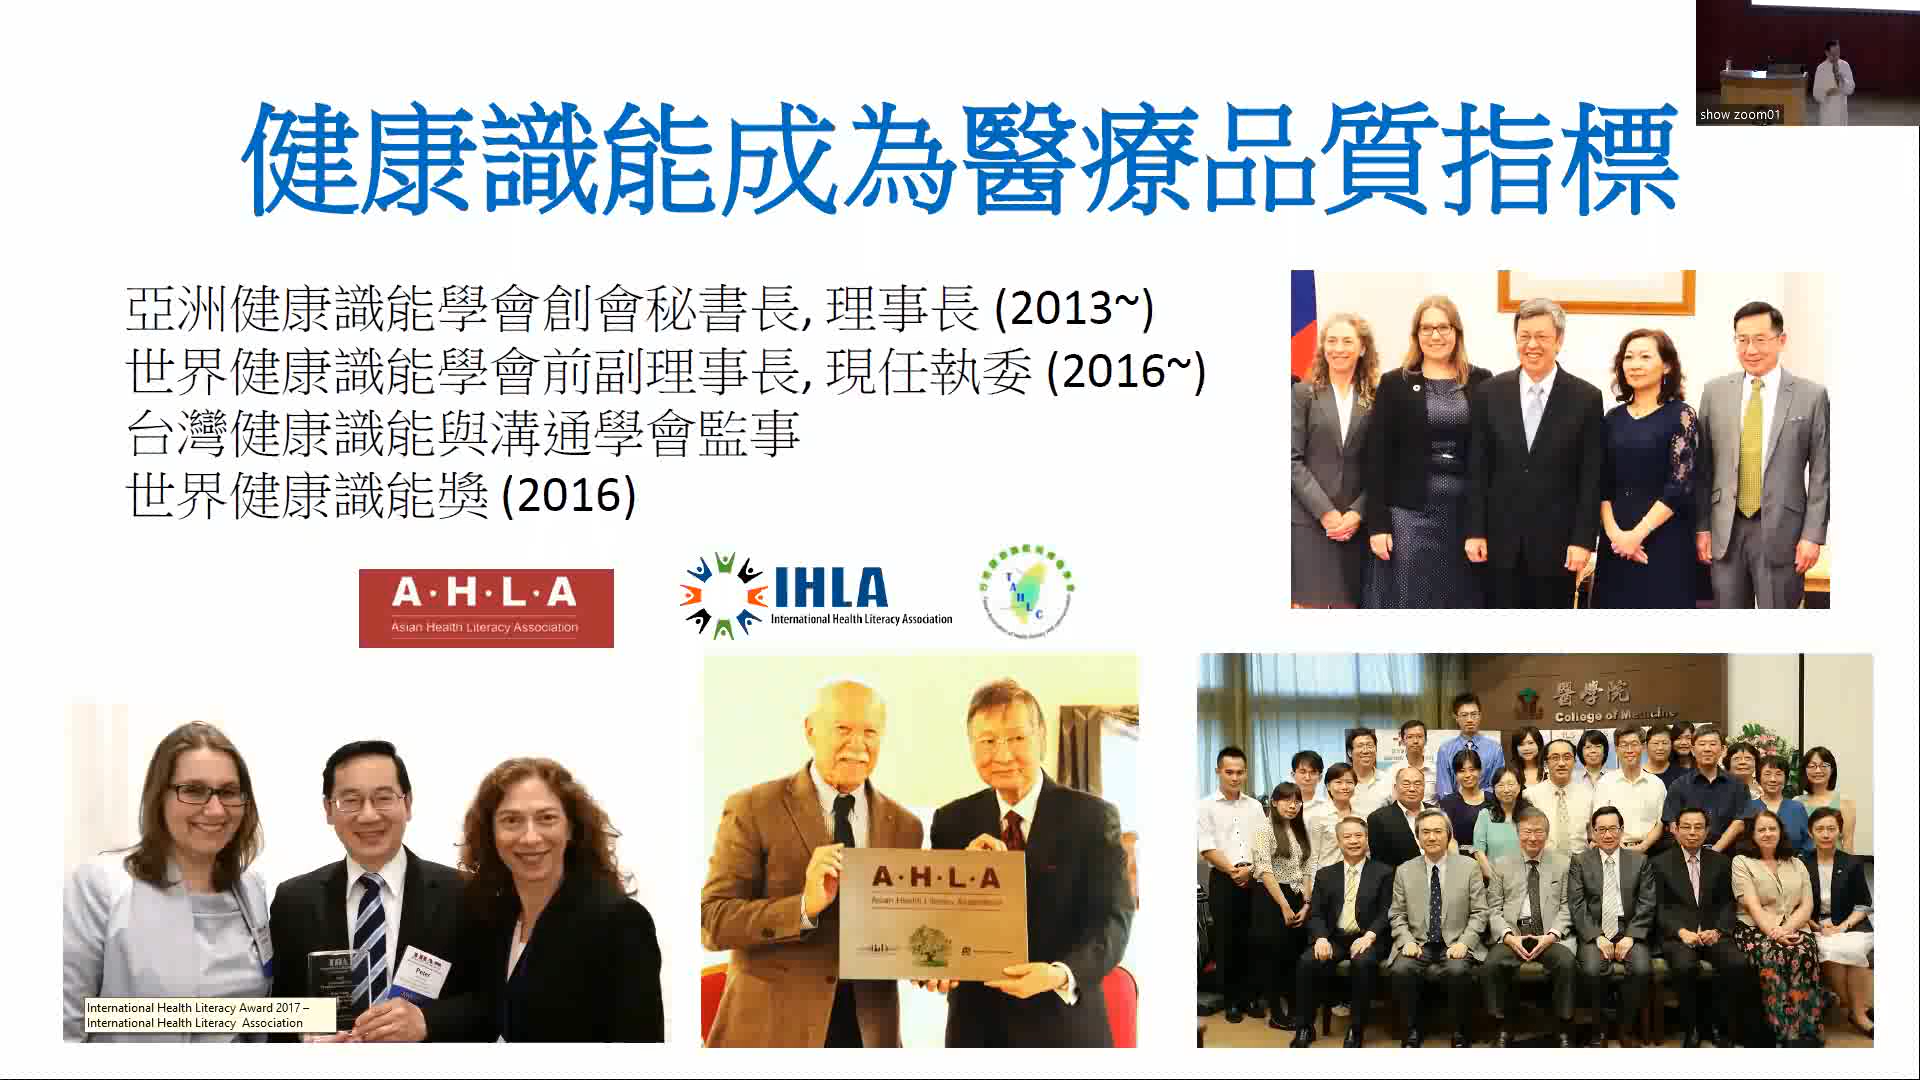 show zoom01
健康識能成為醫療品質指標
亞洲健康識能學會創會秘書長, 理事長 (2013~)
世界健康識能學會前副理事長, 現任執委 (2016~)
台灣健康識能與溝通學會監事
世界健康識能獎 (2016)
A·H·L·A
Asian Health Literacy Association
IHLA
International Health Literacy Association
TAHLC
醫學院
College of Medicine
A·H·L·A
Asian Health Literacy Association
IHLA
Peter
International Health Literacy Award 2017 –
International Health Literacy Association